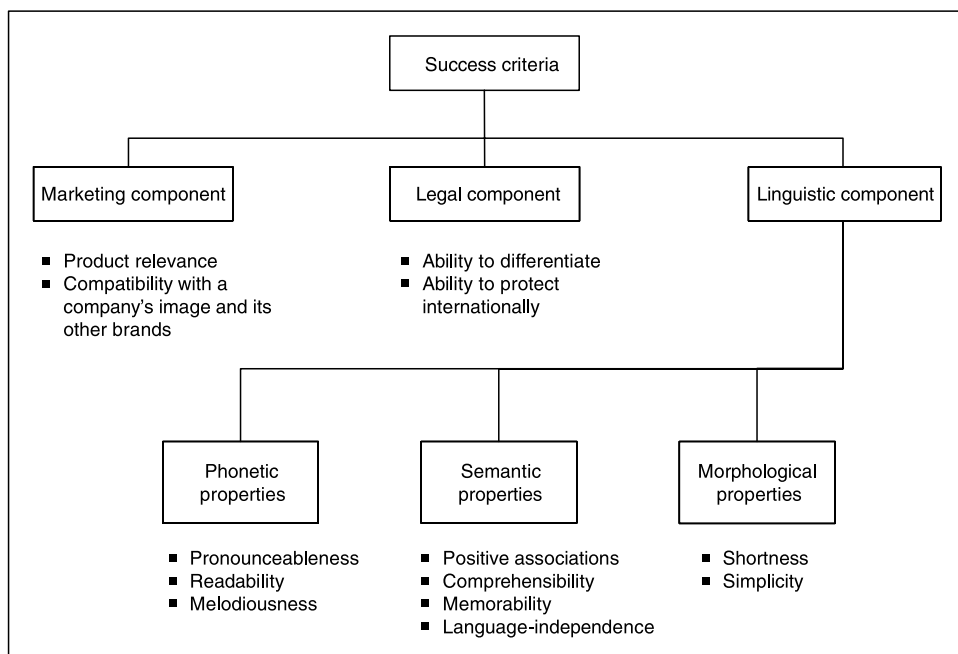 Success criteria
Marketing component
Legal component
Linguistic component
▪ Product relevance
▪ Compatibility with a
company's image and its
other brands
▪ Ability to differentiate
▪ Ability to protect
internationally
Phonetic
properties
Semantic
properties
Morphological
properties
▪ Pronounceableness
▪ Readability
▪ Melodiousness
▪ Positive associations
▪ Comprehensibility
▪ Memorability
▪ Language-independence
▪ Shortness
▪ Simplicity